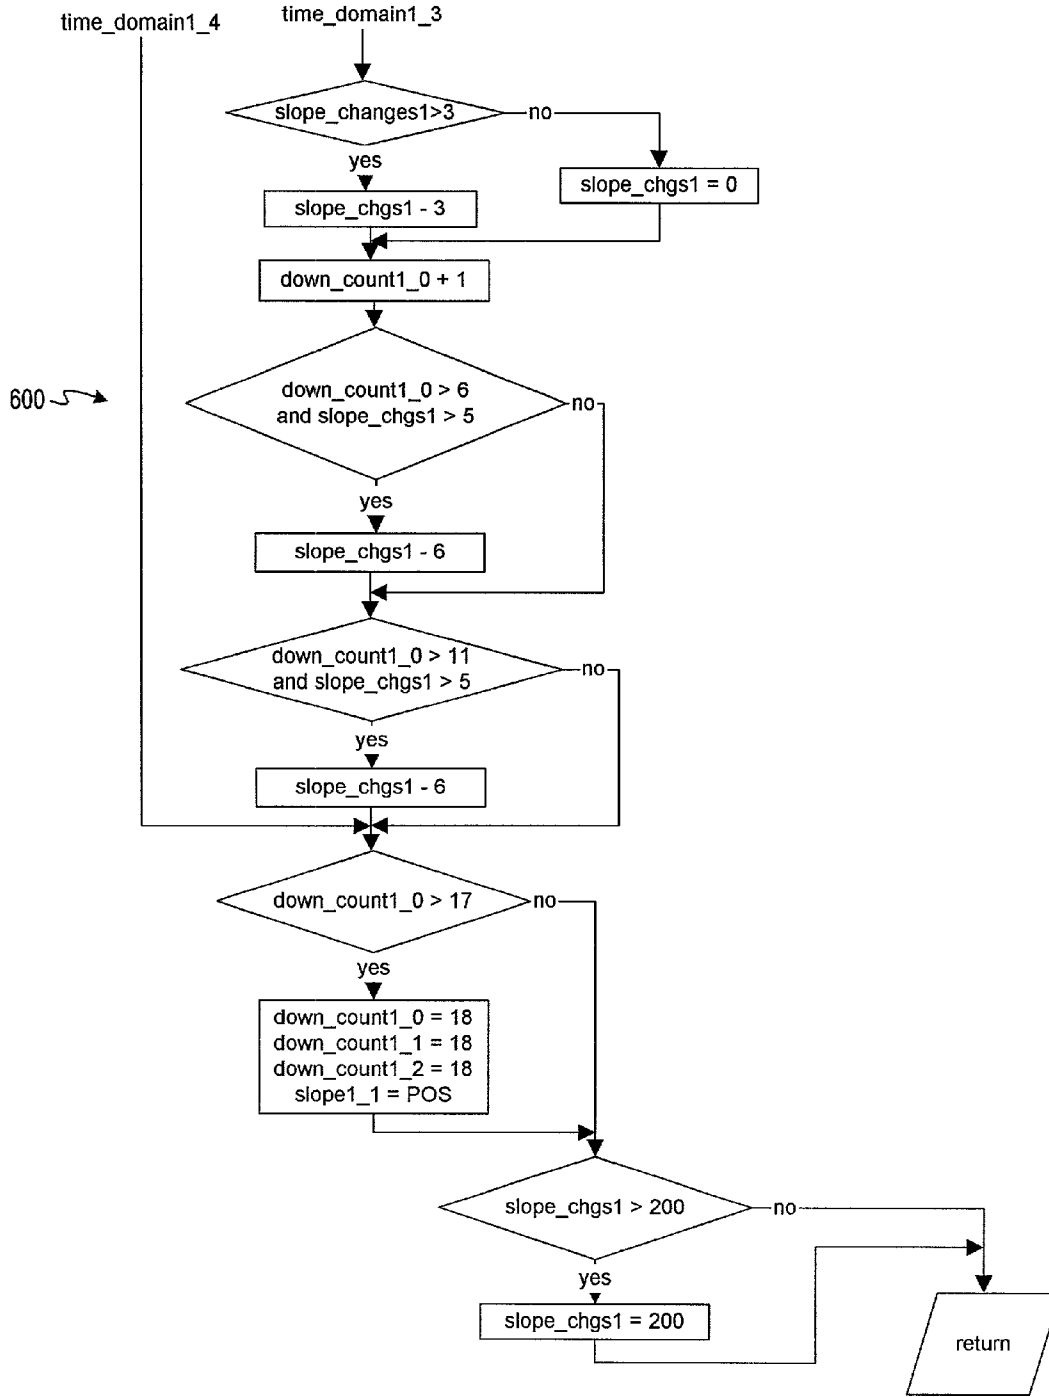 time_domain1_4
time_domain1_3
slope_changes1>3
no
yes
slope_chgs1 = 0
slope_chgs1 - 3
down_count1_0 + 1
600
down_count1_0 > 6
and slope_chgs1 > 5
no
yes
slope_chgs1 - 6
down_count1_0 > 11
and slope_chgs1 > 5
no
yes
slope_chgs1 - 6
down_count1_0 > 17
no
yes
down_count1_0 = 18
down_count1_1 = 18
down_count1_2 = 18
slope1_1 = POS
slope_chgs1 > 200
no
yes
slope_chgs1 = 200
return